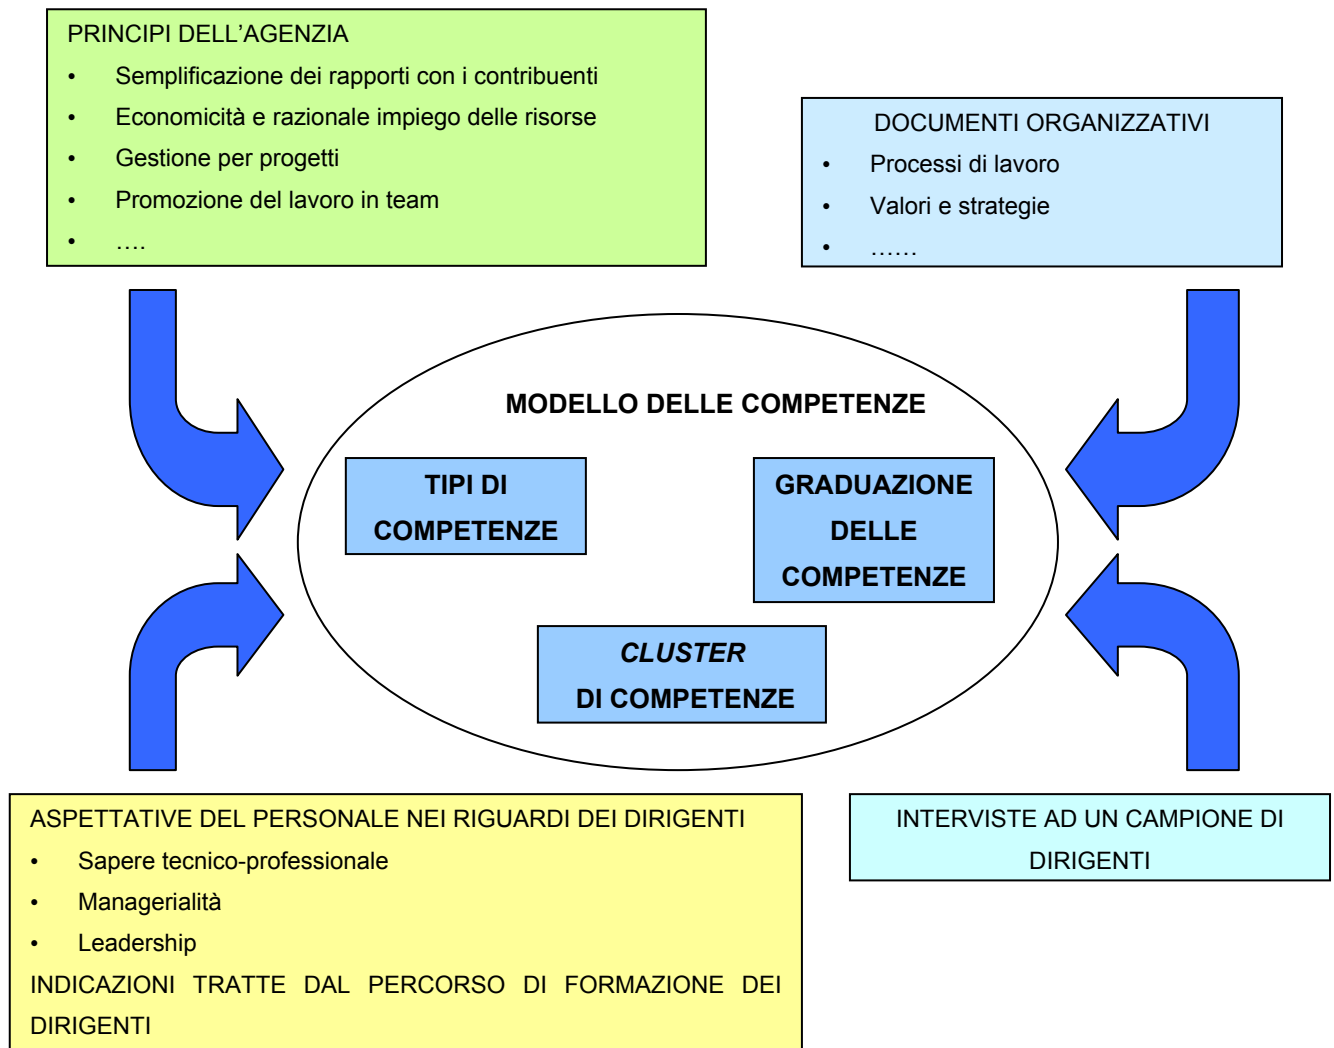 PRINCIPI DELL'AGENZIA
• Semplificazione dei rapporti con i contribuenti
• Economicità e razionale impiego delle risorse
• Gestione per progetti
• Promozione del lavoro in team
• ….
DOCUMENTI ORGANIZZATIVI
• Processi di lavoro
• Valori e strategie
• ……
MODELLO DELLE COMPETENZE
TIPI DI
COMPETENZE
GRADUAZIONE
DELLE
COMPETENZE
CLUSTER
DI COMPETENZE
ASPETTATIVE DEL PERSONALE NEI RIGUARDI DEI DIRIGENTI
• Sapere tecnico-professionale
• Managerialità
• Leadership
INDICAZIONI TRATTE DAL PERCORSO DI FORMAZIONE DEI
DIRIGENTI
INTERVISTE AD UN CAMPIONE DI
DIRIGENTI